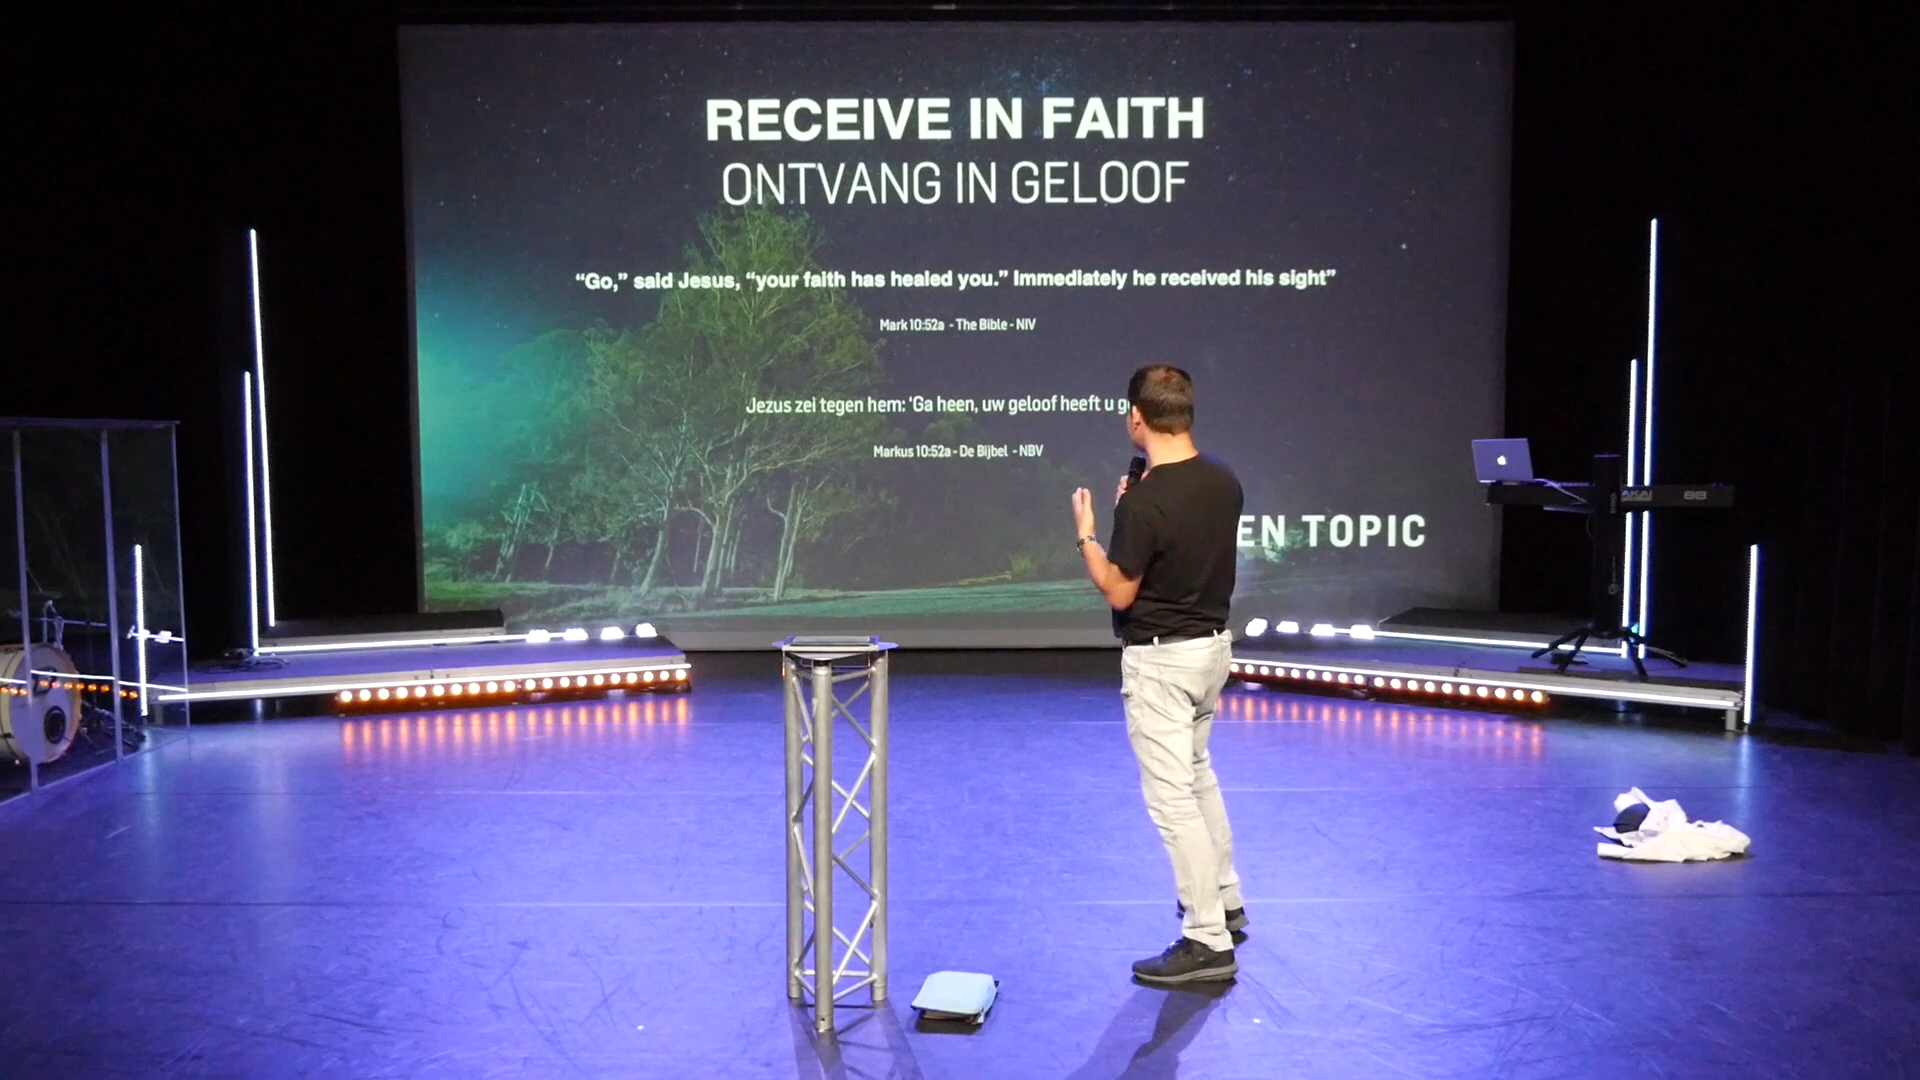 RECEIVE IN FAITH
ONTVANG IN GELOOF
“Go,” said Jesus, “your faith has healed you.” Immediately he received his sight”
Mark 10:52a - The Bible - NIV
Jezus zei tegen hem: 'Ga heen, uw geloof heeft u
Markus 10:52a - De Bijbel - NBV
EN TOPIC
AKAI
88